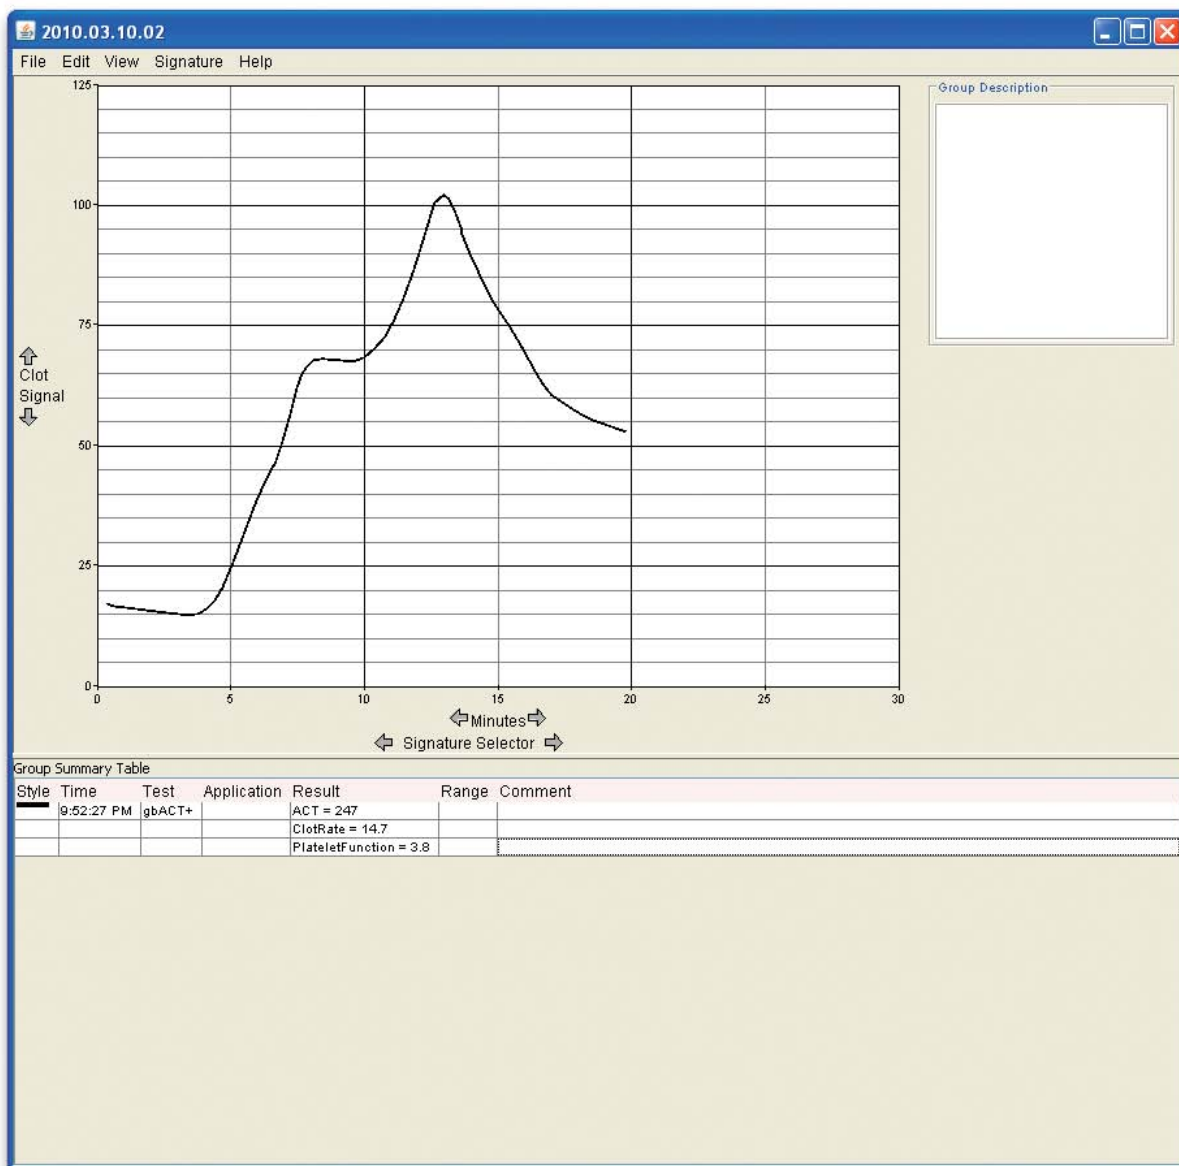 2010.03.10.02
File Edit View Signature Help
Group Description
125
100
75
50
25
0
Clot
Signal
0 5 10 15 20 25 30
Minutes
Signature Selector
Group Summary Table
Style Time Test Application Result Range Comment
9:52:27 PM gbACT+ ACT = 247
ClotRate = 14.7
PlateletFunction = 3.8